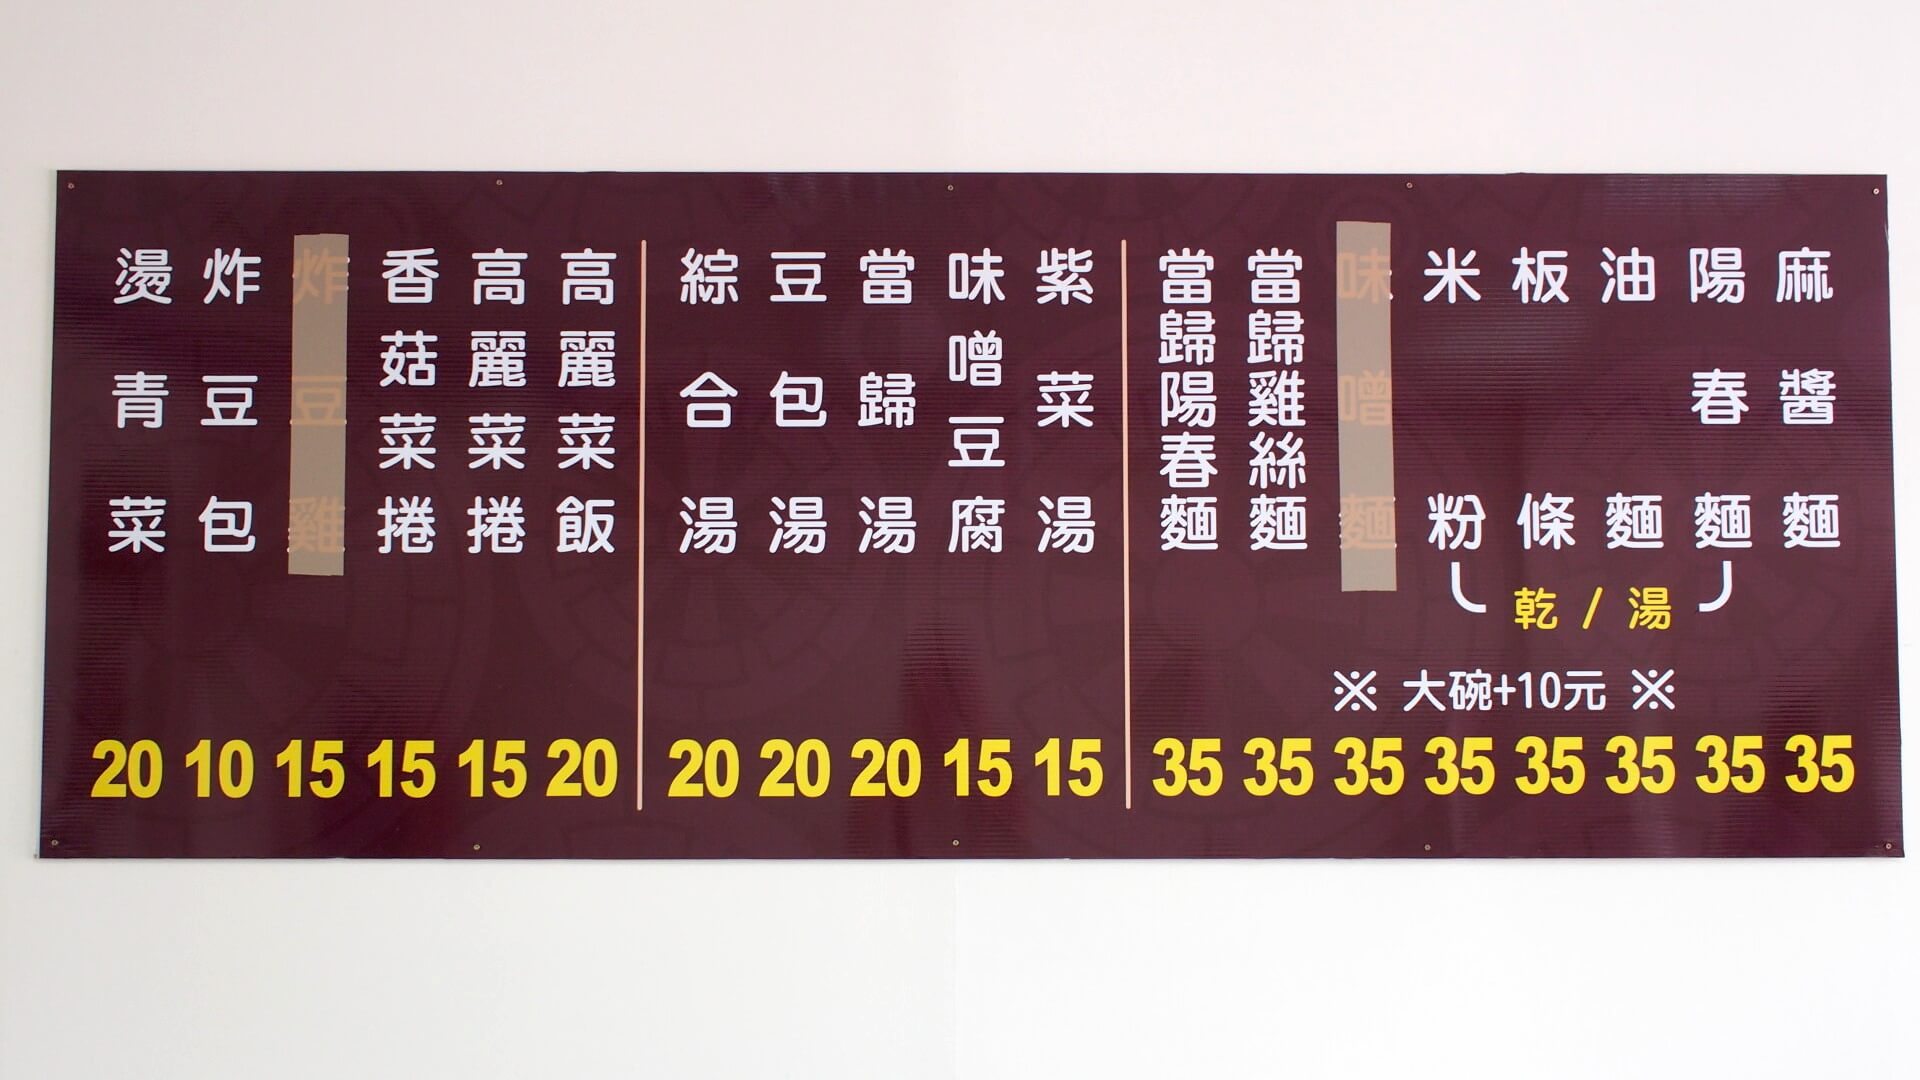 麻醬麵 35
陽春麵 35
油麵 35
板條 35
米粉 35
乾 / 湯
味噌麵 35
當歸雞絲麵 35
當歸陽春麵 35
※ 大碗+10元 ※
紫菜湯 15
味噌豆腐 15
當歸湯 20
豆包湯 20
綜合湯 20
高麗菜飯 20
高麗菜捲 15
香菇菜捲 15
炸豆雞 15
炸豆包 10
燙青菜 20